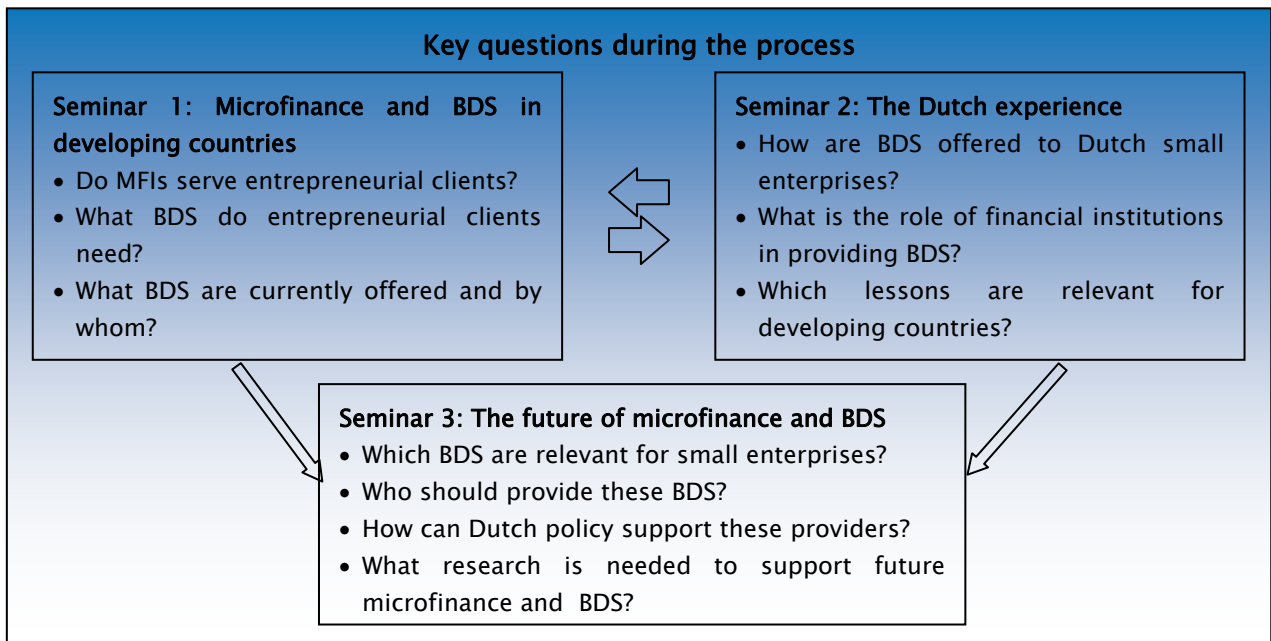 Key questions during the process
Seminar 1: Microfinance and BDS in
developing countries
• Do MFIs serve entrepreneurial clients?
• What BDS do entrepreneurial clients
need?
• What BDS are currently offered and by
whom?
Seminar 2: The Dutch experience
• How are BDS offered to Dutch small
enterprises?
• What is the role of financial institutions
in providing BDS?
• Which lessons are relevant for
developing countries?
Seminar 3: The future of microfinance and BDS
• Which BDS are relevant for small enterprises?
• Who should provide these BDS?
• How can Dutch policy support these providers?
• What research is needed to support future
microfinance and BDS?